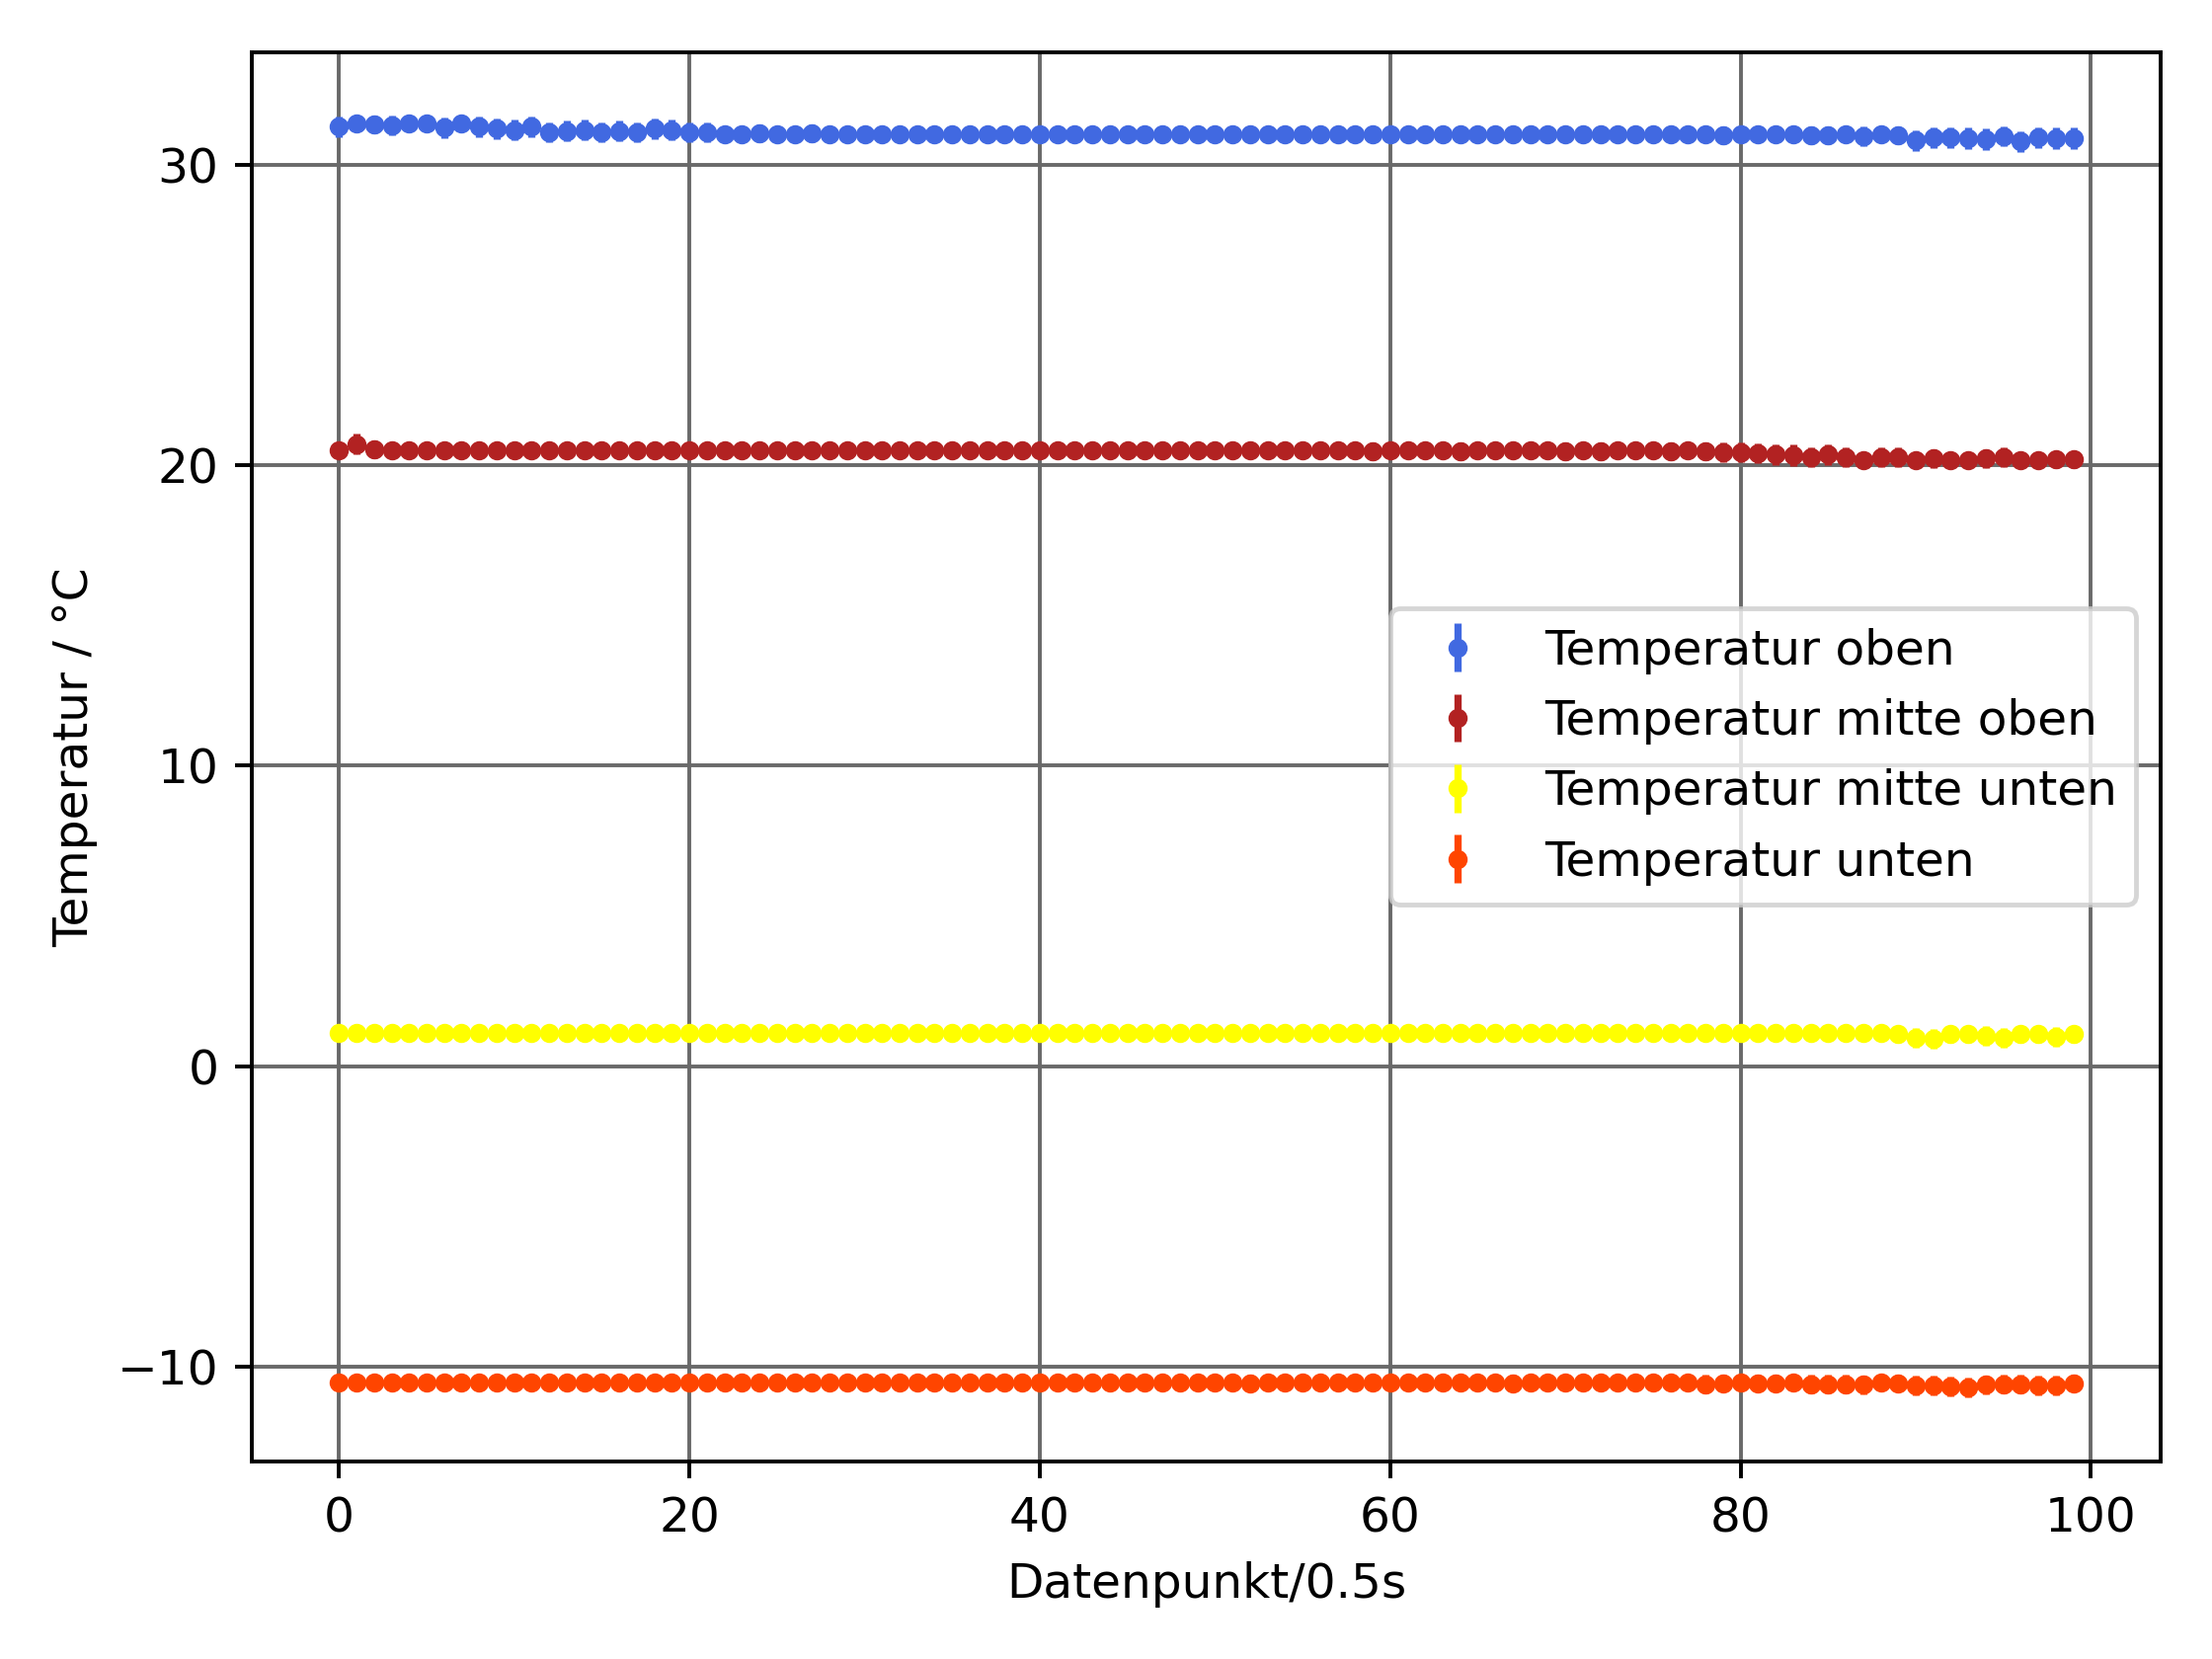 Temperatur / °C
30
20
10
0
−10
Temperatur oben
Temperatur mitte oben
Temperatur mitte unten
Temperatur unten
0 20 40 60 80 100
Datenpunkt/0.5s